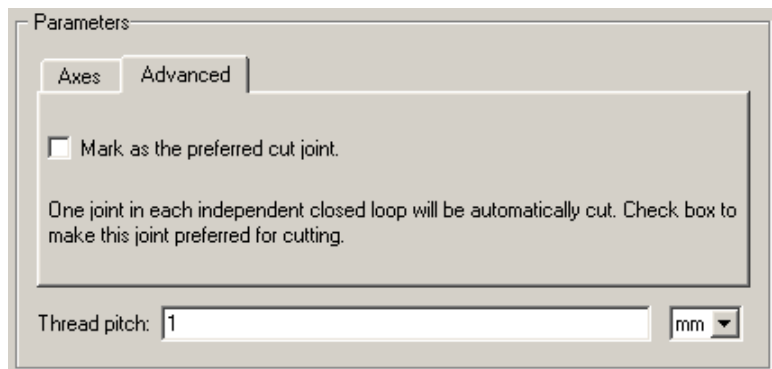 Parameters
Axes Advanced
Mark as the preferred cut joint.
One joint in each independent closed loop will be automatically cut. Check box to
make this joint preferred for cutting.
Thread pitch: 1 mm